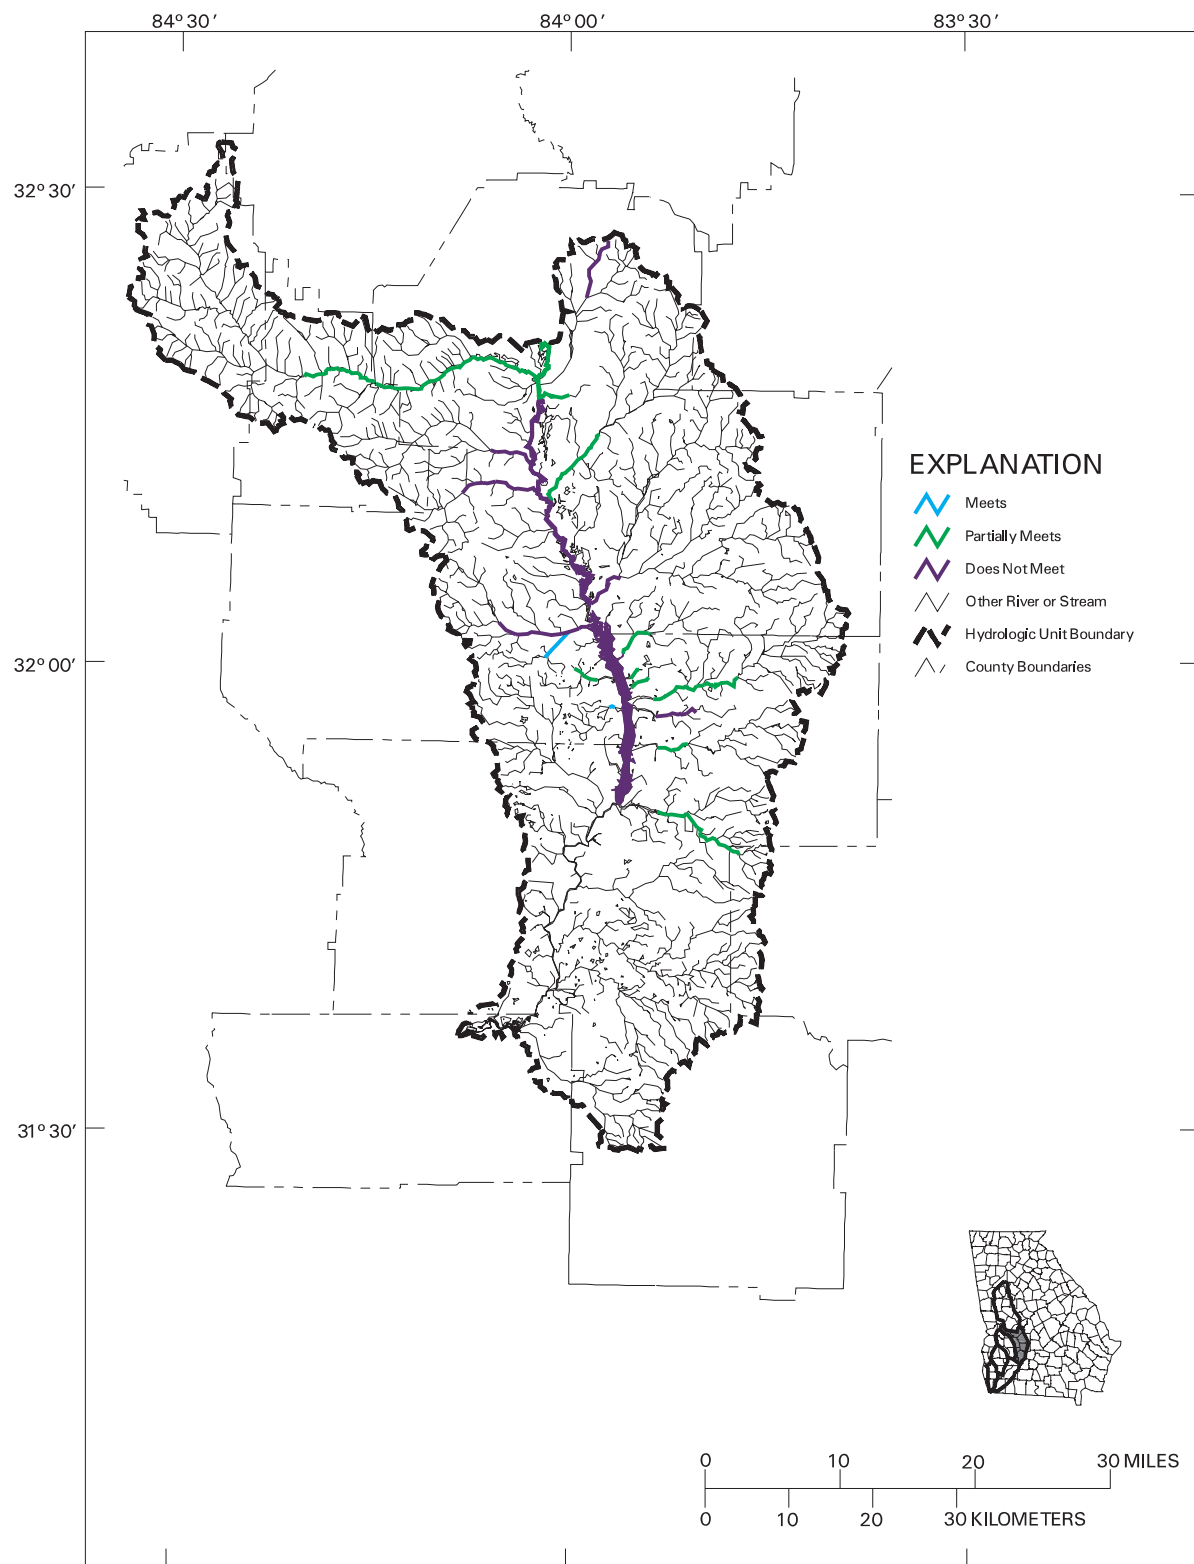 84°30′ 84°00′ 83°30′
32°30′
EXPLANATION
Meets
Partially Meets
Does Not Meet
Other River or Stream
Hydrologic Unit Boundary
County Boundaries
32°00′
31°30′
0 10 20 30 MILES
0 10 20 30 KILOMETERS